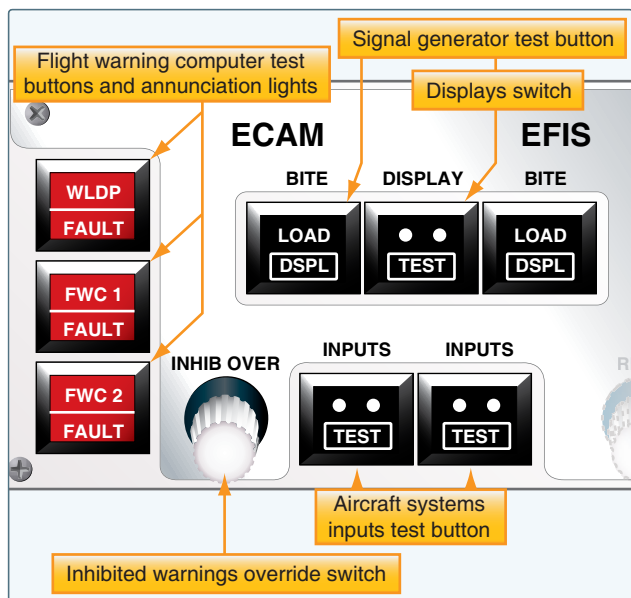 Signal generator test button
Flight warning computer test
buttons and annunciation lights
Displays switch
ECAM
EFIS
BITE
DISPLAY
BITE
WLDP
FAULT
LOAD
DSPL
TEST
LOAD
DSPL
FWC 1
FAULT
INHIB OVER
INPUTS
INPUTS
FWC 2
FAULT
TEST
TEST
Aircraft systems
inputs test button
Inhibited warnings override switch